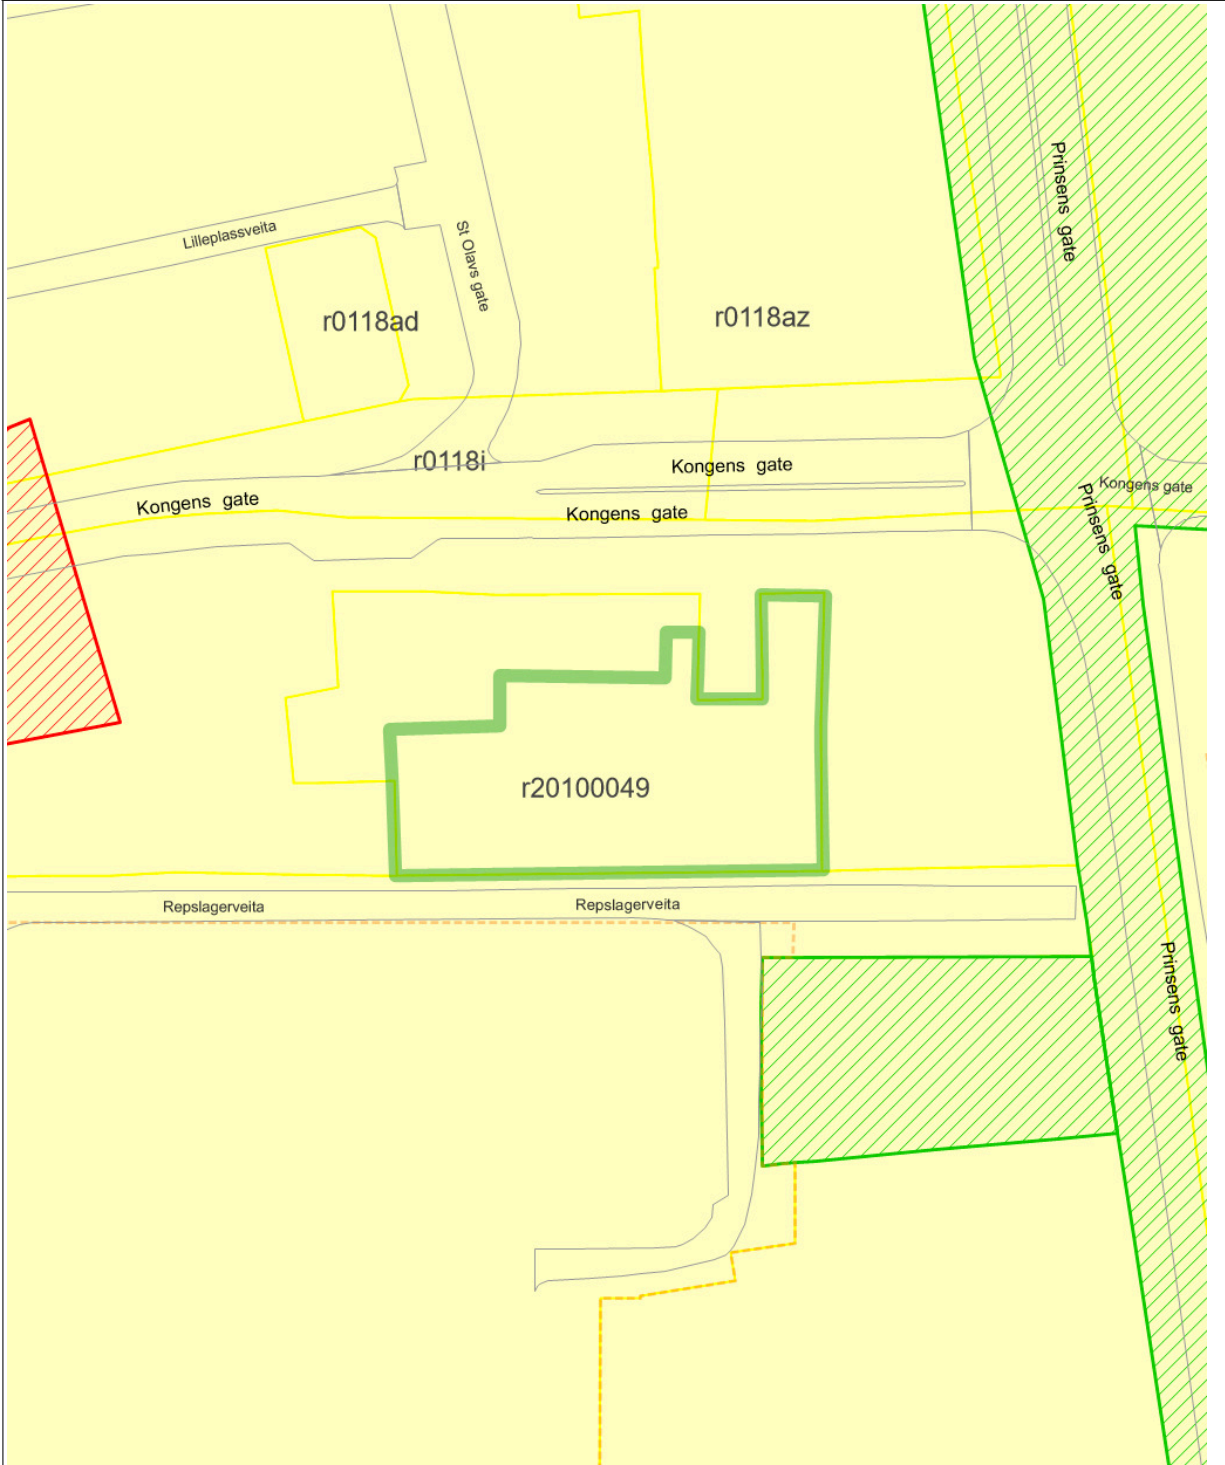 Prinsens gate
Lilleplassveita
St Olavs gate
r0118ad
r0118az
r0118i
Kongens gate
Kongens gate
Kongens gate
Kongens gate
Prinsens gate
r20100049
Repslagerveita
Repslagerveita
Prinsens gate